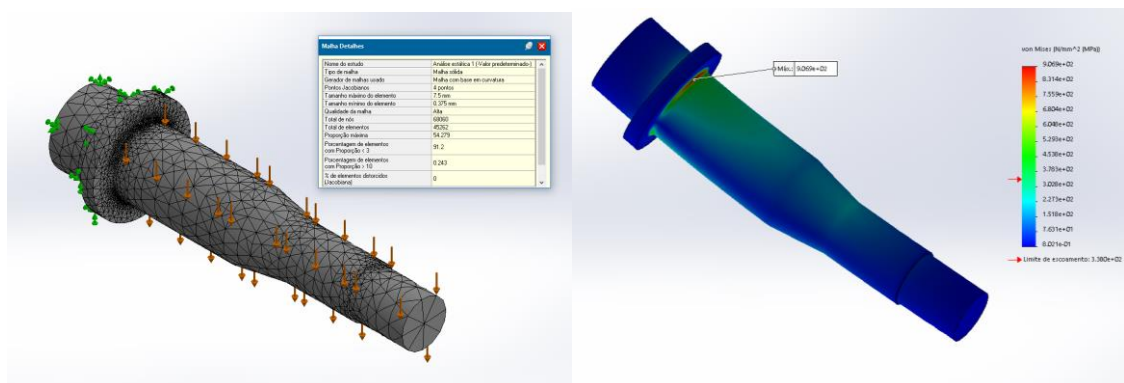 Malha Detalhes
Nome do estudo Análise estática 1 (-Valor predeterminado-)
Tipo de malha Malha sólida
Gerador de malhas usado Malha com base em curvatura
Pontos Jacobianos 4 pontos
Tamanho máximo do elemento 7.5 mm
Tamanho mínimo do elemento 0.375 mm
Qualidade da malha Alta
Total de nós 68060
Total de elementos 45262
Proporção máxima 54.279
Porcentagem de elementos
com Proporção < 3 91.2
Porcentagem de elementos
com Proporção > 10 0.243
% de elementos distorcidos
(Jacobiana) 0
Máx.: 9.069e+02
von Mises (N/mm^2 (MPa))
9.069e+02
8.314e+02
7.559e+02
6.804e+02
6.048e+02
5.293e+02
4.538e+02
3.783e+02
3.028e+02
2.273e+02
1.518e+02
7.631e+01
8.021e-01
Limite de escoamento: 3.380e+02